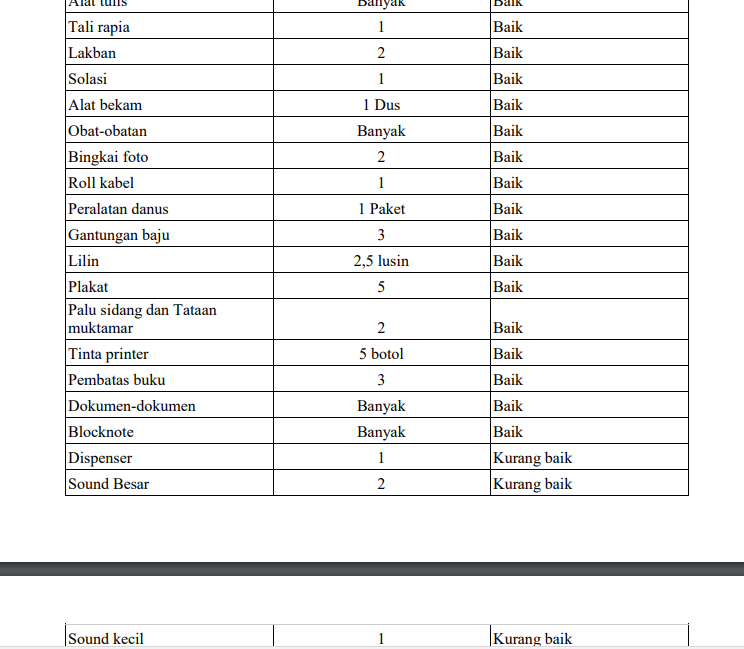 Alat tulis Banyak Baik
Tali rapia 1 Baik
Lakban 2 Baik
Solasi 1 Baik
Alat bekam 1 Dus Baik
Obat-obatan Banyak Baik
Bingkai foto 2 Baik
Roll kabel 1 Baik
Peralatan danus 1 Paket Baik
Gantungan baju 3 Baik
Lilin 2,5 lusin Baik
Plakat 5 Baik
Palu sidang dan Tataan
muktamar 2 Baik
Tinta printer 5 botol Baik
Pembatas buku 3 Baik
Dokumen-dokumen Banyak Baik
Blocknote Banyak Baik
Dispenser 1 Kurang baik
Sound Besar 2 Kurang baik
Sound kecil 1 Kurang baik